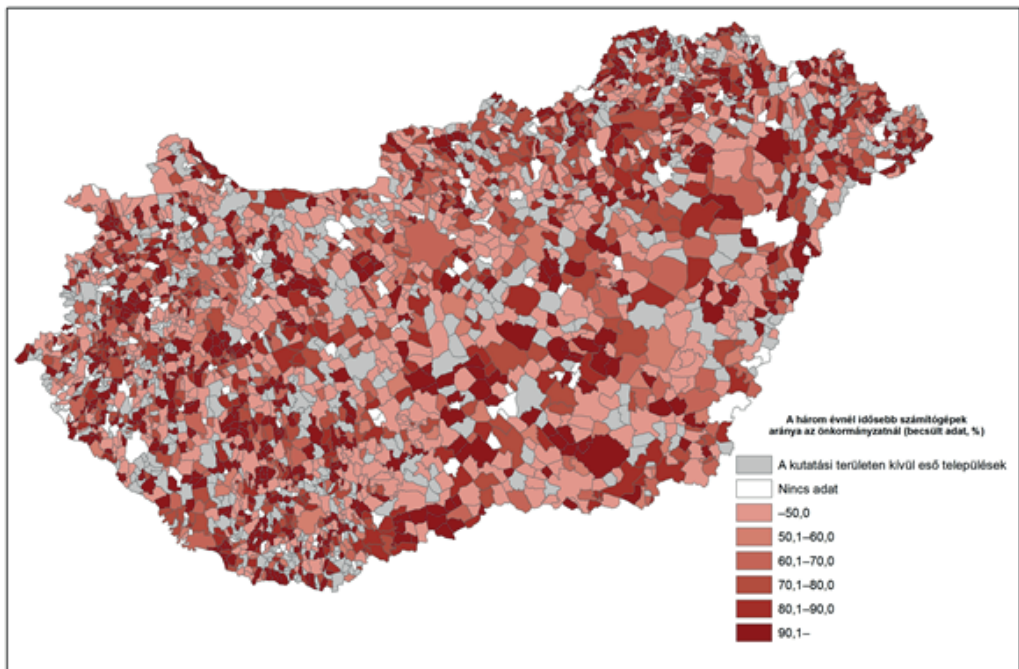 A három évnél idősebb számítógépek
aránya az önkormányzatnál (becsült adat, %)
A kutatási területen kívül eső települések
Nincs adat
–50,0
50,1–60,0
60,1–70,0
70,1–80,0
80,1–90,0
90,1–